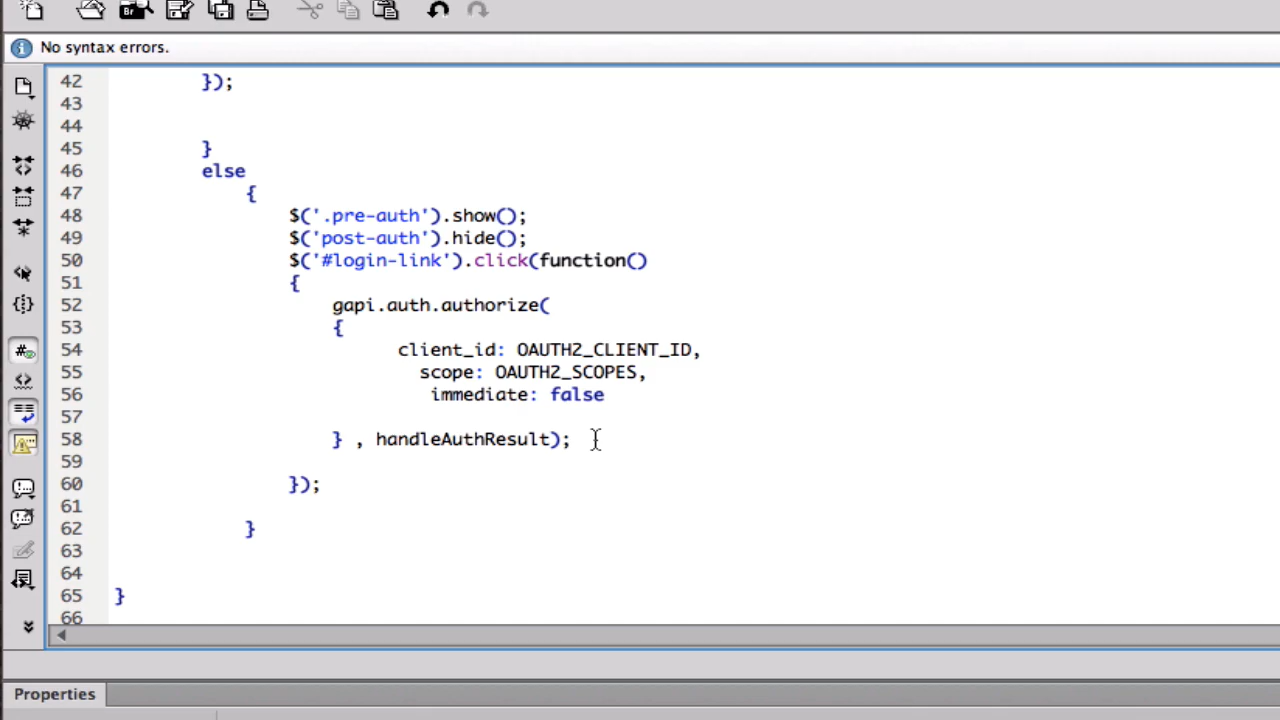 Br
No syntax errors.
42 });
43
44
45 }
46 else
47 {
48 $('.pre-auth').show();
49 $('post-auth').hide();
50 $('#login-link').click(function()
51 {
52 gapi.auth.authorize(
53 {
54 client_id: OAUTH2_CLIENT_ID,
55 scope: OAUTH2_SCOPES,
56 immediate: false
57
58 } , handleAuthResult);
59
60 });
61
62 }
63
64
65 }
66
Properties